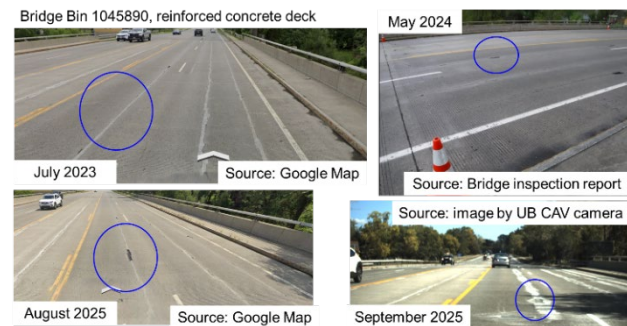 Bridge Bin 1045890, reinforced concrete deck
May 2024
July 2023
Source: Google Map
Source: Bridge inspection report
Source: image by UB CAV camera
August 2025
Source: Google Map
September 2025